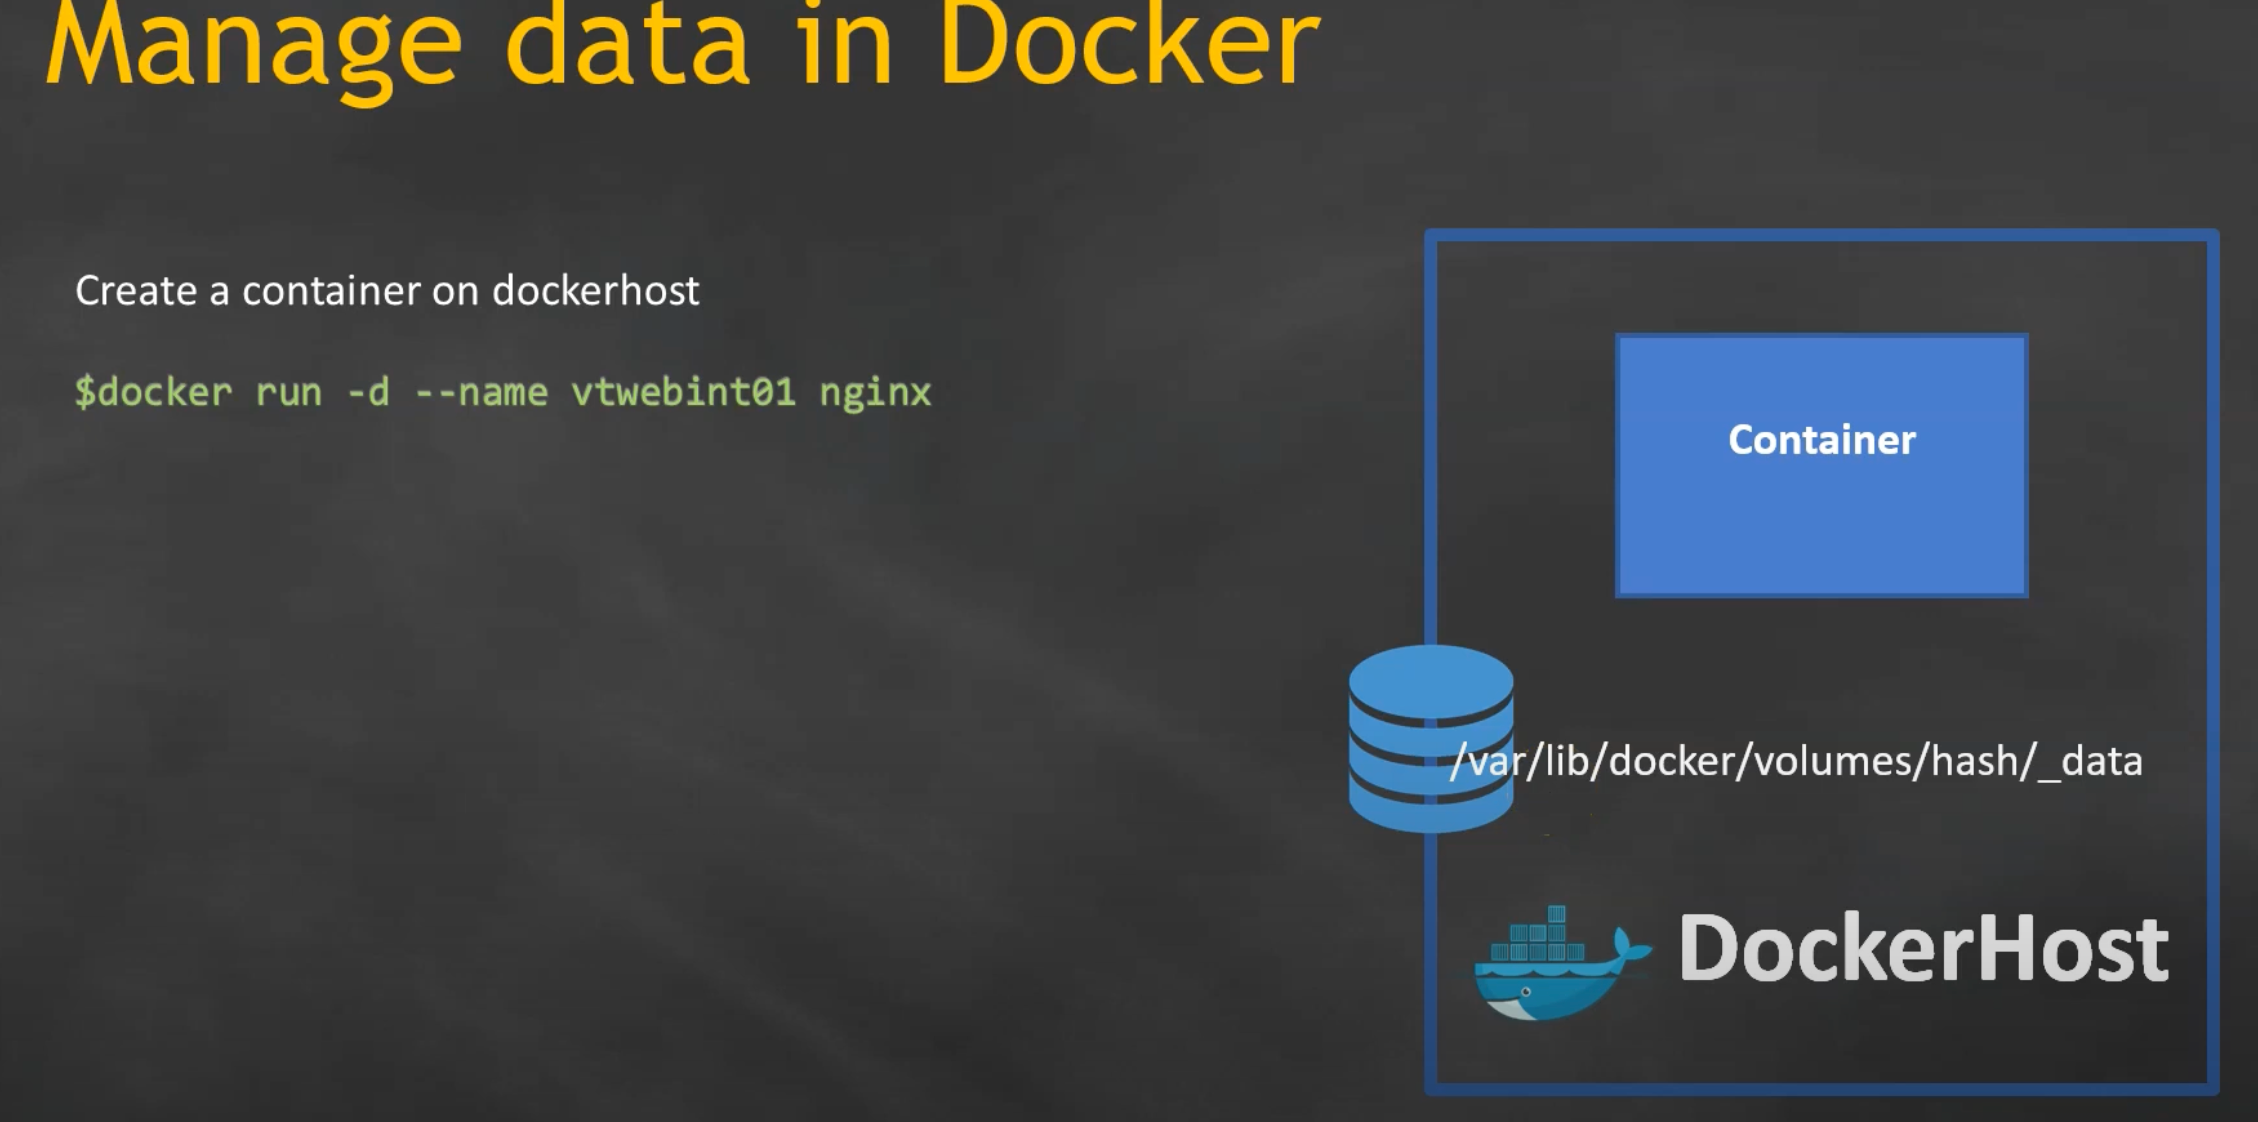 Manage data in Docker
Create a container on dockerhost
$docker run -d --name vtwebint01 nginx
Container
/var/lib/docker/volumes/hash/_data
DockerHost